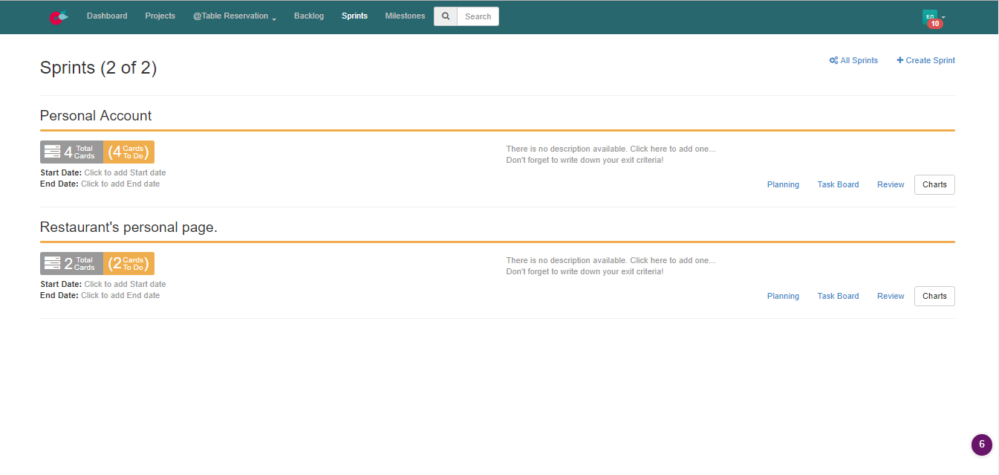 Dashboard Projects @Table Reservation Backlog Sprints Milestones Search ЕЛ
10
Sprints (2 of 2)
All Sprints Create Sprint
Personal Account
4 Total Cards (4 Cards To Do)
There is no description available. Click here to add one...
Don't forget to write down your exit criteria!
Start Date: Click to add Start date
End Date: Click to add End date
Planning Task Board Review Charts
Restaurant's personal page.
2 Total Cards (2 Cards To Do)
There is no description available. Click here to add one...
Don't forget to write down your exit criteria!
Start Date: Click to add Start date
End Date: Click to add End date
Planning Task Board Review Charts
6